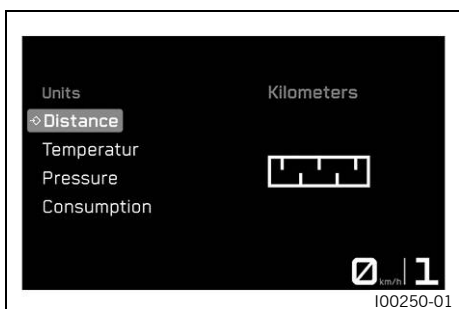 Units
Kilometers
Distance
Temperatur
Pressure
Consumption
0 km/h 1
I00250-01